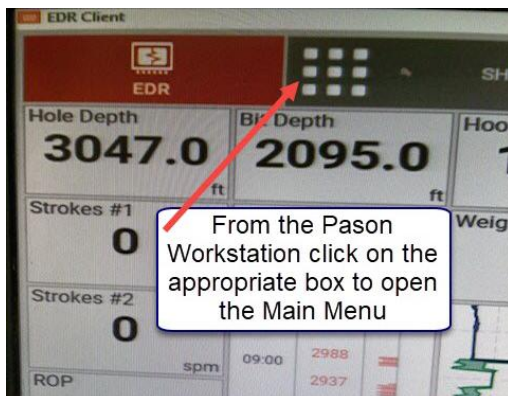 EDR Client
EDR
SH
Hole Depth
3047.0
ft
Bit Depth
2095.0
ft
Hoo
Strokes #1
0
Weig
From the Pason
Workstation click on the
appropriate box to open
the Main Menu
Strokes #2
0
spm
09:00
2988
2937
ROP